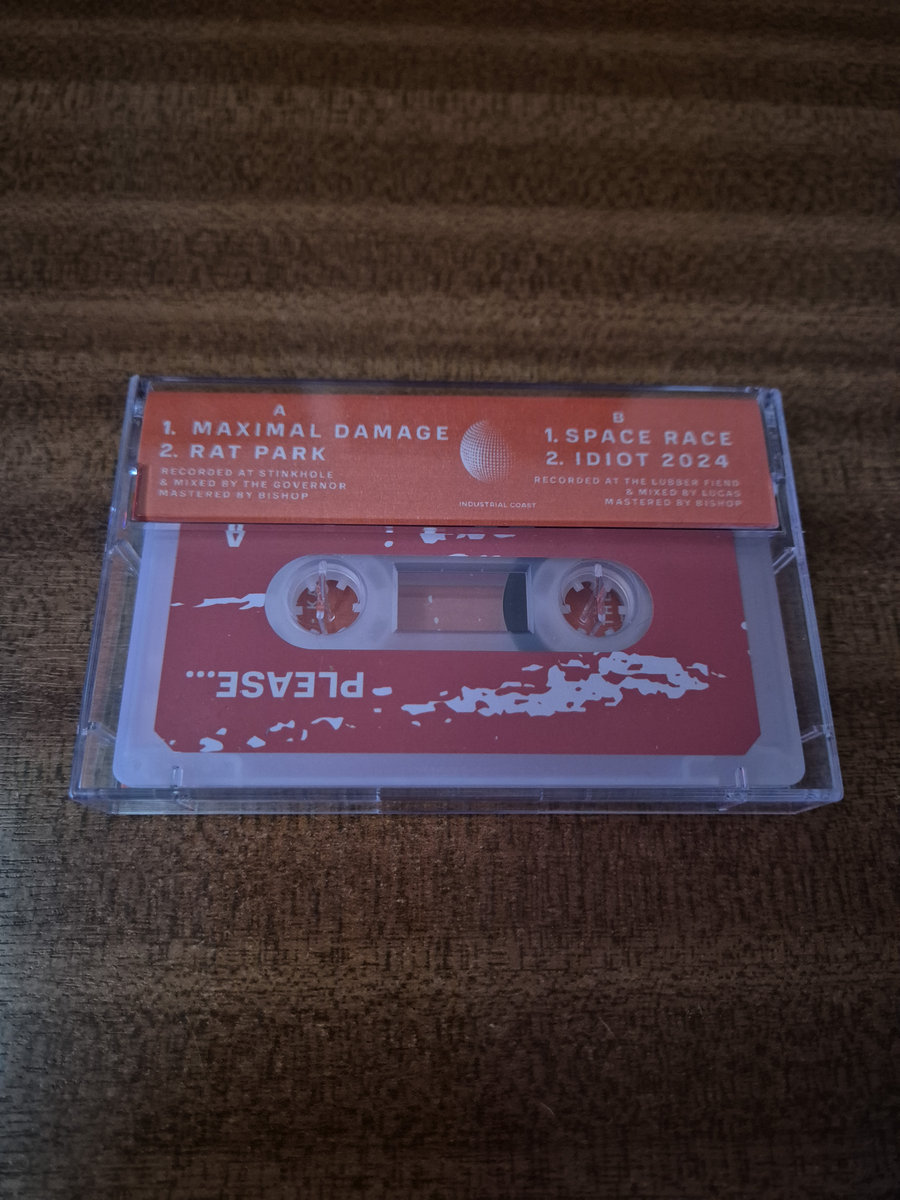 A
1. MAXIMAL DAMAGE
2. RAT PARK
RECORDED AT STINKHOLE
& MIXED BY THE GOVERNOR
MASTERED BY BISHOP
INDUSTRIAL COAST
B
1. SPACE RACE
2. IDIOT 2024
RECORDED AT THE LUBBER FIEND
& MIXED BY LUCAS
MASTERED BY BISHOP
A
PLEASE...